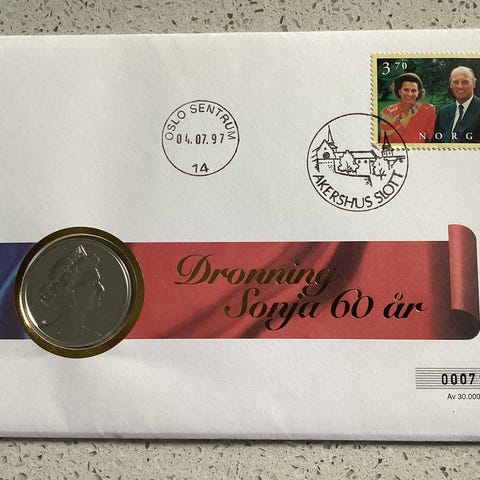 3 70
NORG
OSLO SENTRUM
04.07.97
14
AKERSHUS SLOTT
Dronning
Sonja 60 år
0007
Av 30.000